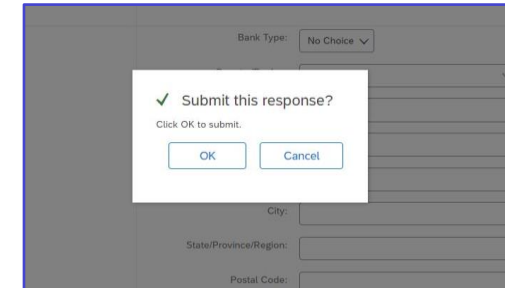 Bank Type:
No Choice
Submit this response?
Click OK to submit.
OK
Cancel
City:
State/Province/Region:
Postal Code: